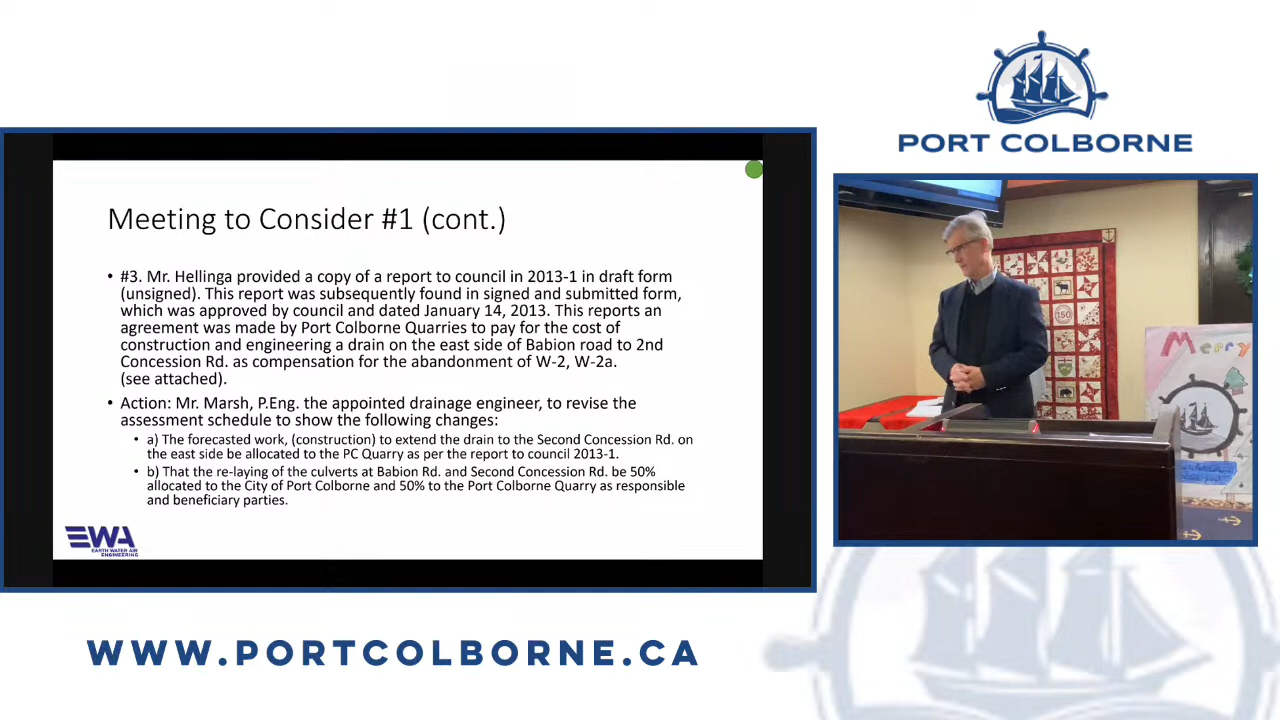 PORT COLBORNE
Meeting to Consider #1 (cont.)
• #3. Mr. Hellinga provided a copy of a report to council in 2013-1 in draft form
(unsigned). This report was subsequently found in signed and submitted form,
which was approved by council and dated January 14, 2013. This reports an
agreement was made by Port Colborne Quarries to pay for the cost of
construction and engineering a drain on the east side of Babion road to 2nd
Concession Rd. as compensation for the abandonment of W-2, W-2a.
(see attached).
• Action: Mr. Marsh, P.Eng. the appointed drainage engineer, to revise the
assessment schedule to show the following changes:
• a) The forecasted work, (construction) to extend the drain to the Second Concession Rd. on
the east side be allocated to the PC Quarry as per the report to council 2013-1.
• b) That the re-laying of the culverts at Babion Rd. and Second Concession Rd. be 50%
allocated to the City of Port Colborne and 50% to the Port Colborne Quarry as responsible
and beneficiary parties.
EWA
EARTH WATER AIR
ENGINEERING
150
Merry
WWW.PORTCOLBORNE.CA